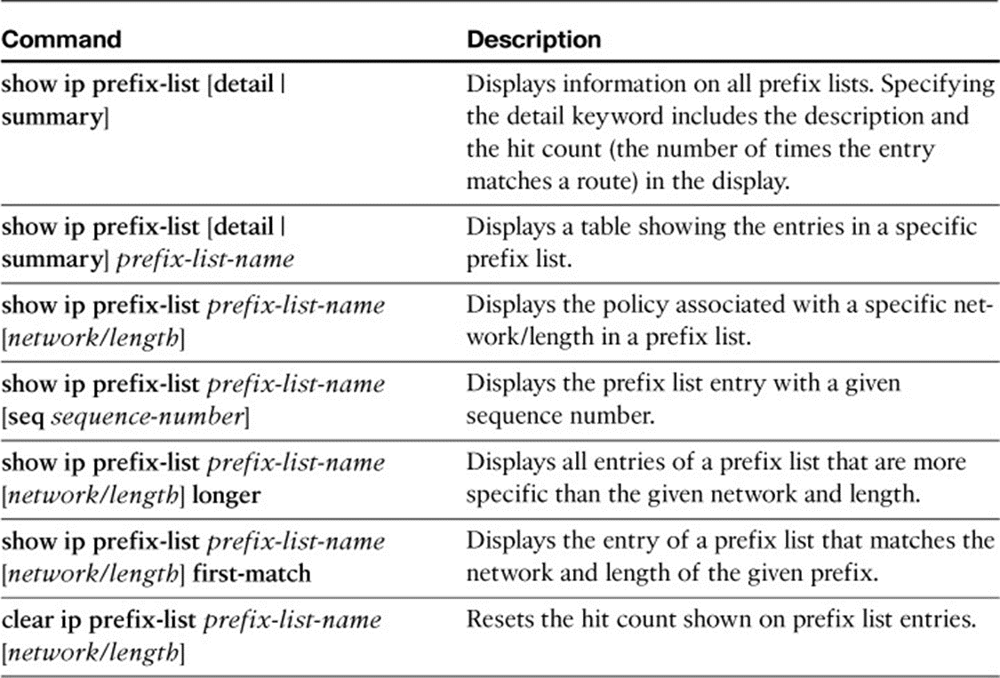 Command Description
show ip prefix-list [detail | Displays information on all prefix lists. Specifying
summary] the detail keyword includes the description and
the hit count (the number of times the entry
matches a route) in the display.
show ip prefix-list [detail | Displays a table showing the entries in a specific
summary] prefix-list-name prefix list.
show ip prefix-list prefix-list-name Displays the policy associated with a specific net-
[network/length] work/length in a prefix list.
show ip prefix-list prefix-list-name Displays the prefix list entry with a given
[seq sequence-number] sequence number.
show ip prefix-list prefix-list-name Displays all entries of a prefix list that are more
[network/length] longer specific than the given network and length.
show ip prefix-list prefix-list-name Displays the entry of a prefix list that matches the
[network/length] first-match network and length of the given prefix.
clear ip prefix-list prefix-list-name Resets the hit count shown on prefix list entries.
[network/length]